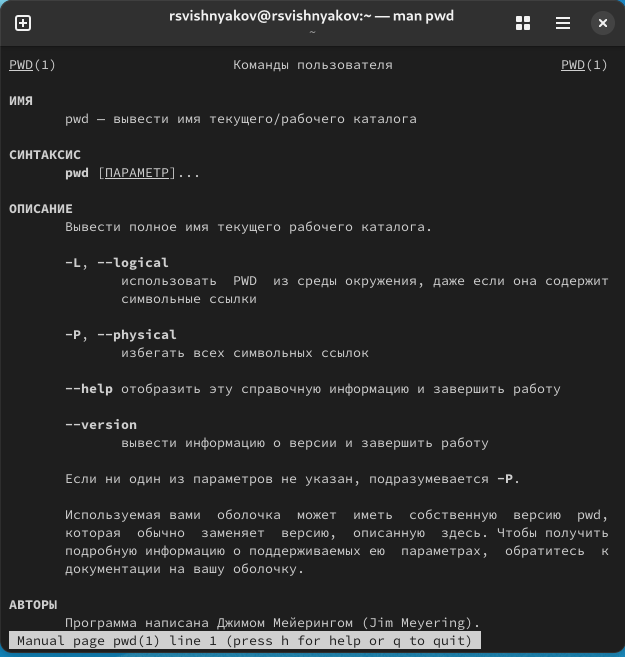 rsvishnyakov@rsvishnyakov:~ — man pwd
~
PWD(1) Команды пользователя PWD(1)
ИМЯ
pwd — вывести имя текущего/рабочего каталога
СИНТАКСИС
pwd [ПАРАМЕТР]...
ОПИСАНИЕ
Вывести полное имя текущего рабочего каталога.
-L, --logical
использовать PWD из среды окружения, даже если она содержит
символьные ссылки
-P, --physical
избегать всех символьных ссылок
--help отобразить эту справочную информацию и завершить работу
--version
вывести информацию о версии и завершить работу
Если ни один из параметров не указан, подразумевается -P.
Используемая вами оболочка может иметь собственную версию pwd,
которая обычно заменяет версию, описанную здесь. Чтобы получить
подробную информацию о поддерживаемых ею параметрах, обратитесь к
документации на вашу оболочку.
АВТОРЫ
Программа написана Джимом Мейерингом (Jim Meyering).
Manual page pwd(1) line 1 (press h for help or q to quit)